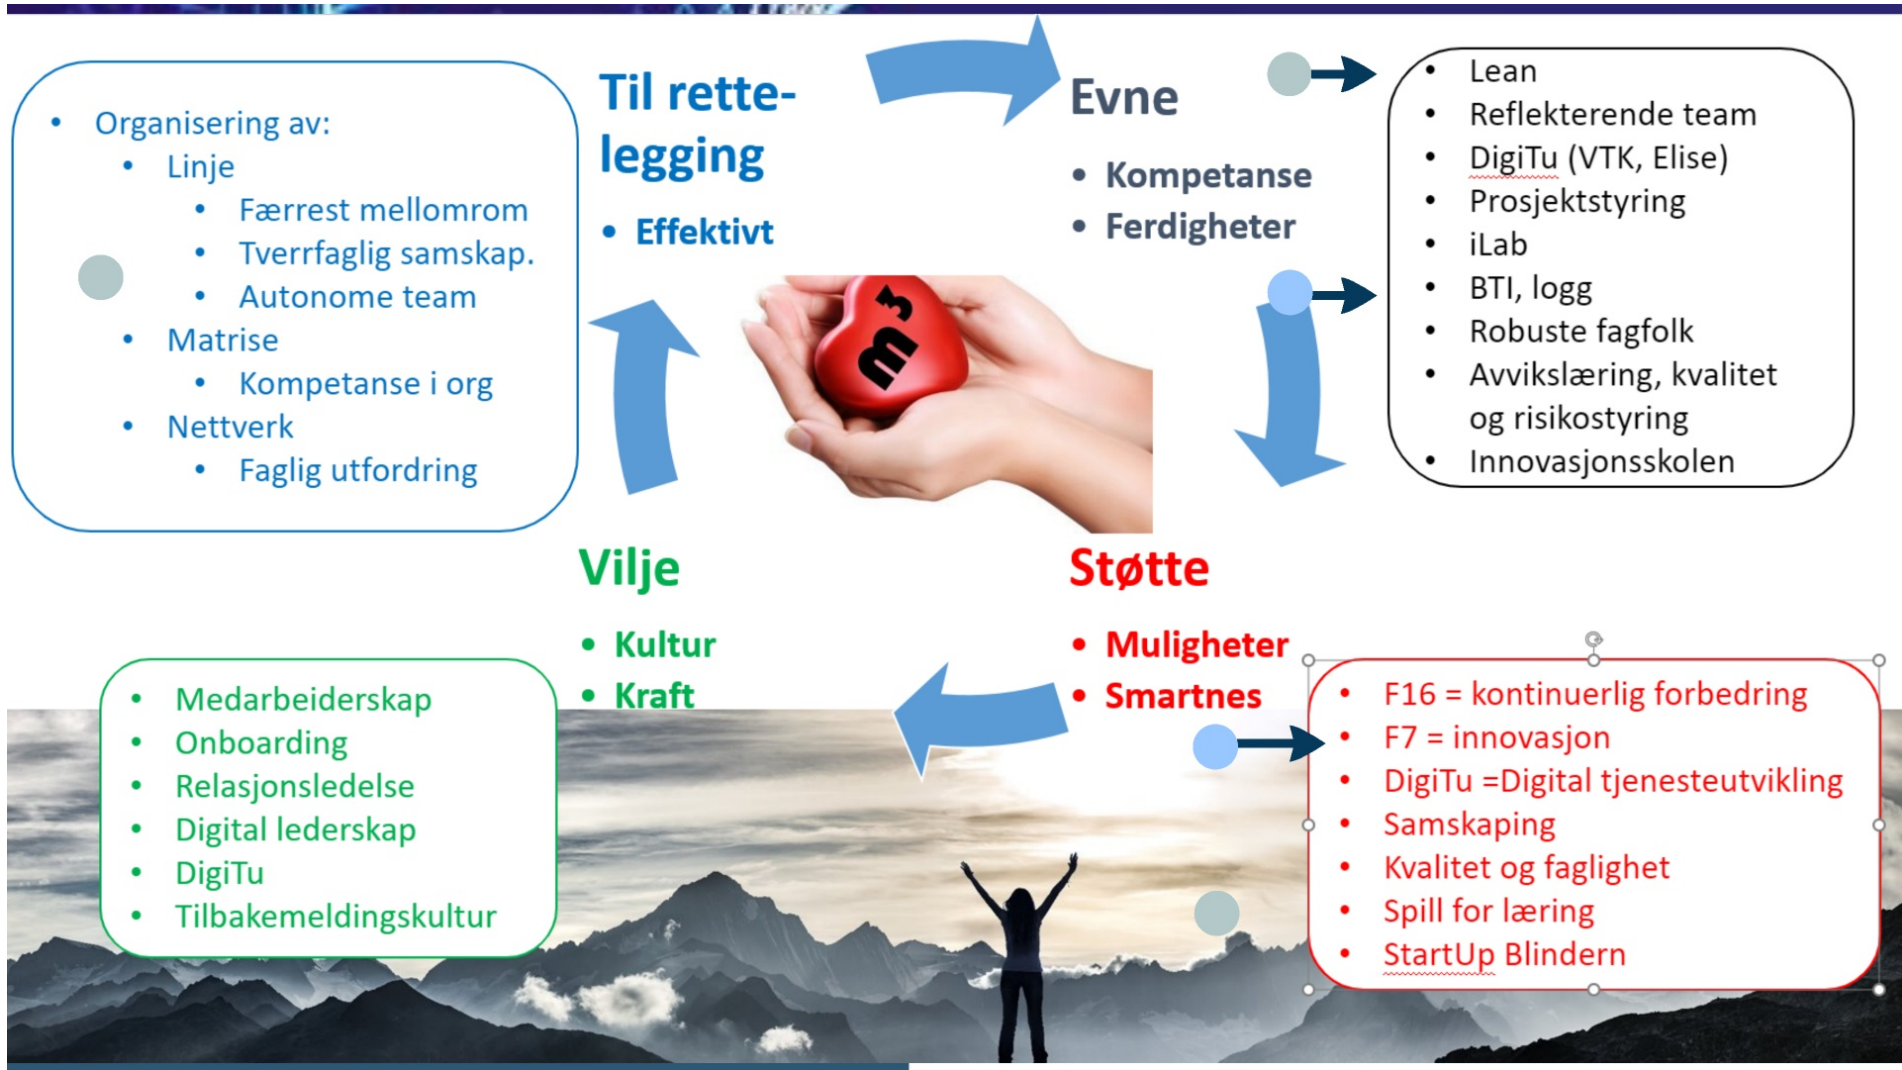 • Organisering av:
• Linje
• Færrest mellomrom
• Tverrfaglig samskap.
• Autonome team
• Matrise
• Kompetanse i org
• Nettverk
• Faglig utfordring
Til rette-
legging
• Effektivt
Evne
• Kompetanse
• Ferdigheter
• Lean
• Reflekterende team
• DigiTu (VTK, Elise)
• Prosjektstyring
• iLab
• BTI, logg
• Robuste fagfolk
• Avvikslæring, kvalitet
og risikostyring
• Innovasjonsskolen
m³
Vilje
• Kultur
• Kraft
Støtte
• Muligheter
• Smartnes
• Medarbeiderskap
• Onboarding
• Relasjonsledelse
• Digital lederskap
• DigiTu
• Tilbakemeldingskultur
• F16 = kontinuerlig forbedring
• F7 = innovasjon
• DigiTu =Digital tjenesteutvikling
• Samskaping
• Kvalitet og faglighet
• Spill for læring
• StartUp Blindern